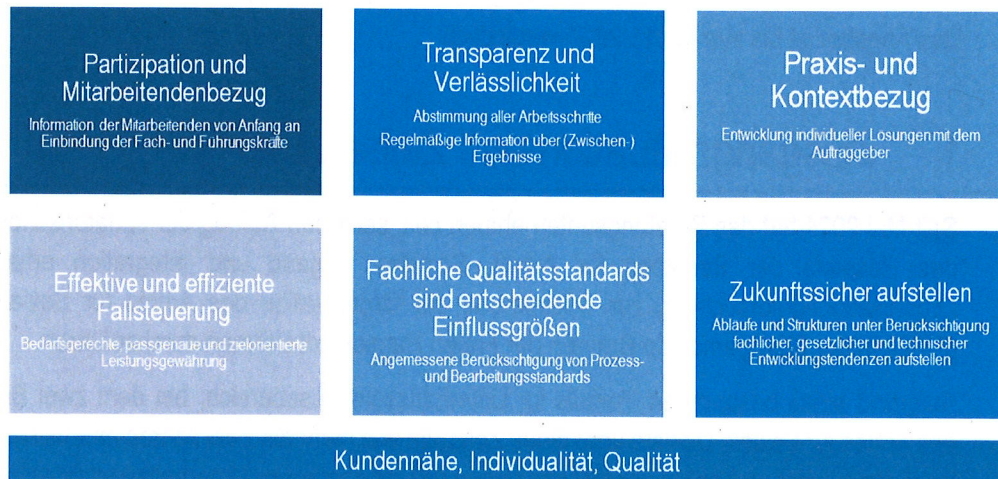 Partizipation und
Mitarbeitendenbezug
Information der Mitarbeitenden von Anfang an
Einbindung der Fach- und Führungskräfte
Transparenz und
Verlässlichkeit
Abstimmung aller Arbeitsschritte
Regelmäßige Information über (Zwischen-)
Ergebnisse
Praxis- und
Kontextbezug
Entwicklung individueller Lösungen mit dem
Auftraggeber
Effektive und effiziente
Fallsteuerung
Bedarfsgerechte, passgenaue und zielorientierte
Leistungsgewährung
Fachliche Qualitätsstandards
sind entscheidende
Einflussgrößen
Angemessene Berücksichtigung von Prozess-
und Bearbeitungsstandards
Zukunftssicher aufstellen
Abläufe und Strukturen unter Berücksichtigung
fachlicher, gesetzlicher und technischer
Entwicklungstendenzen aufstellen
Kundennähe, Individualität, Qualität